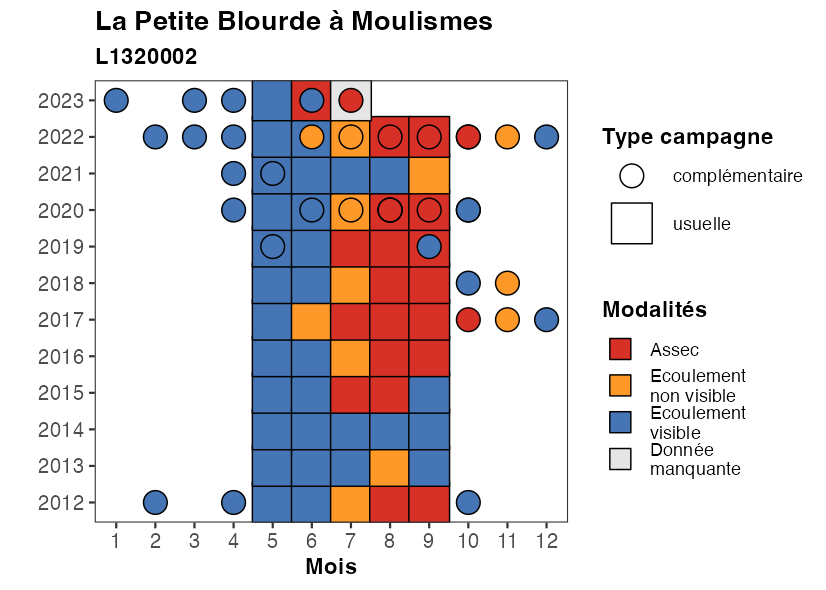 La Petite Blourde à Moulismes
L1320002
2023
2022
2021
2020
2019
2018
2017
2016
2015
2014
2013
2012
1 2 3 4 5 6 7 8 9 10 11 12
Mois
Type campagne
complémentaire
usuelle
Modalités
Assec
Ecoulement
non visible
Ecoulement
visible
Donnée
manquante